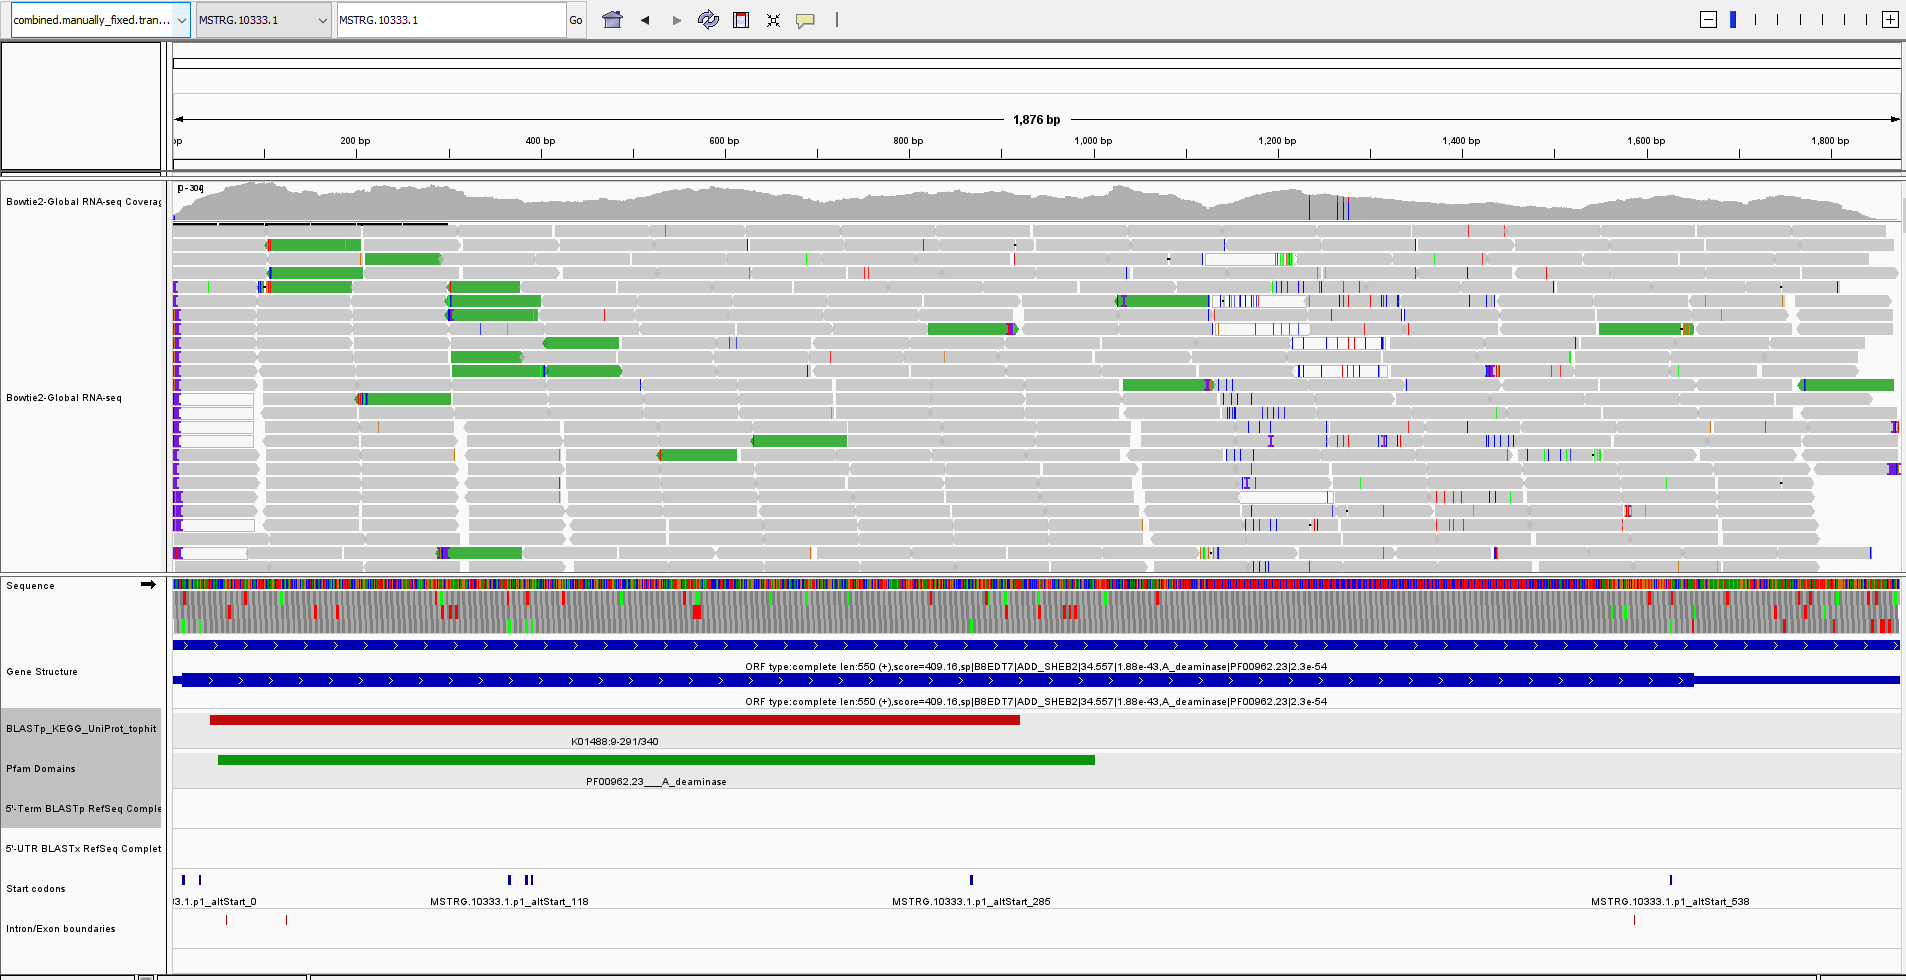 combined.manually_fixed.tran... MSTRG.10333.1 MSTRG.10333.1 Go
1,876 bp
bp 200 bp 400 bp 600 bp 800 bp 1,000 bp 1,200 bp 1,400 bp 1,600 bp 1,800 bp
Bowtie2-Global RNA-seq Coverag
Bowtie2-Global RNA-seq
Sequence
Gene Structure
ORF type:complete len:550 (+),score=409.16,sp|B8EDT7|ADD_SHEB2|34.557|1.88e-43,A_deaminase|PF00962.23|2.3e-54
ORF type:complete len:550 (+),score=409.16,sp|B8EDT7|ADD_SHEB2|34.557|1.88e-43,A_deaminase|PF00962.23|2.3e-54
BLASTp_KEGG_UniProt_tophit
K01488:9-291/340
Pfam Domains
PF00962.23___A_deaminase
5'-Term BLASTp RefSeq Comple
5'-UTR BLASTx RefSeq Complet
Start codons
33.1.p1_altStart_0 MSTRG.10333.1.p1_altStart_118 MSTRG.10333.1.p1_altStart_285 MSTRG.10333.1.p1_altStart_538
Intron/Exon boundaries